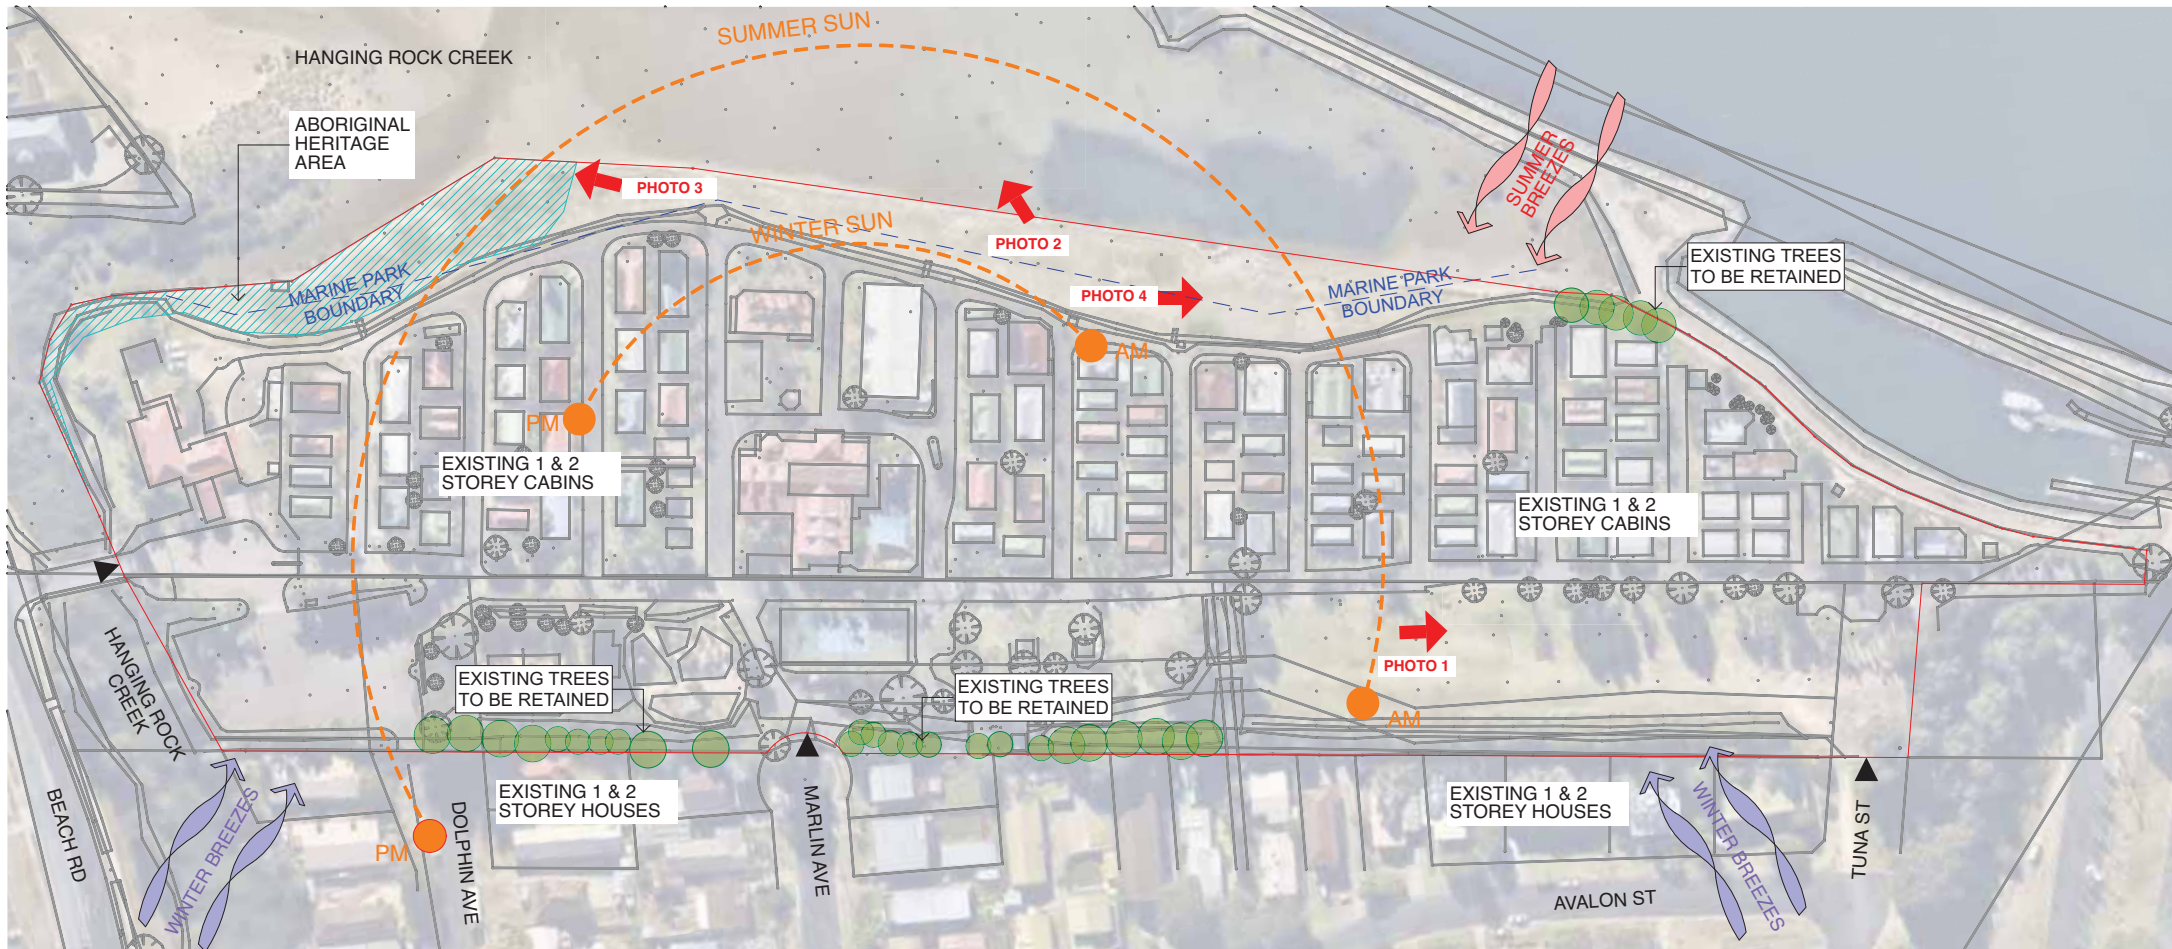 SUMMER SUN
HANGING ROCK CREEK
ABORIGINAL
HERITAGE
AREA
SUMMER
BREEZES
PHOTO 3
WINTER SUN
PHOTO 2
EXISTING TREES
TO BE RETAINED
MARINE PARK
BOUNDARY
PHOTO 4
MARINE PARK
BOUNDARY
AM
PM
EXISTING 1 & 2
STOREY CABINS
EXISTING 1 & 2
STOREY CABINS
HANGING ROCK
CREEK
PHOTO 1
EXISTING TREES
TO BE RETAINED
EXISTING TREES
TO BE RETAINED
AM
EXISTING 1 & 2
STOREY HOUSES
EXISTING 1 & 2
STOREY HOUSES
BEACH RD
WINTER BREEZES
PM
DOLPHIN AVE
MARLIN AVE
WINTER BREEZES
TUNA ST
AVALON ST